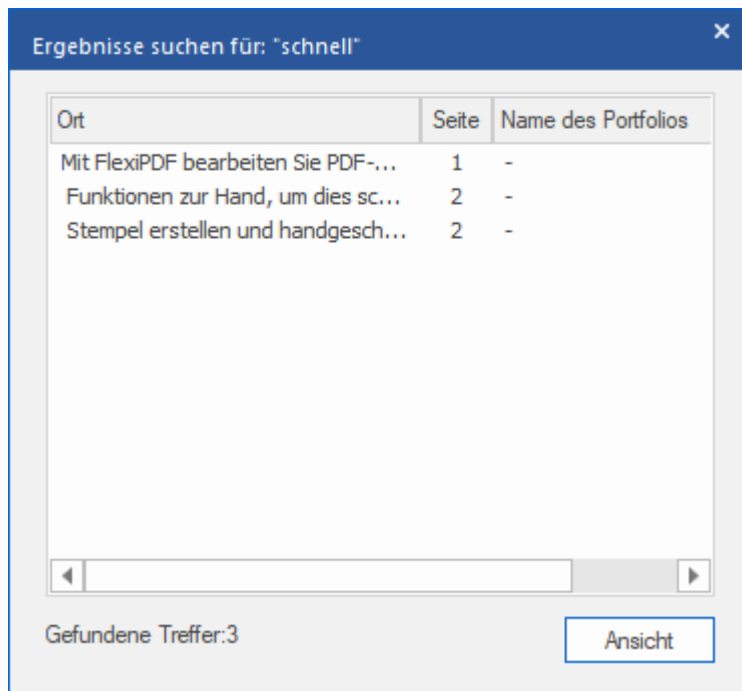 Ergebnisse suchen für: "schnell"
Ort Seite Name des Portfolios
Mit FlexiPDF bearbeiten Sie PDF-... 1 -
Funktionen zur Hand, um dies sc... 2 -
Stempel erstellen und handgesch... 2 -
Gefundene Treffer:3
Ansicht